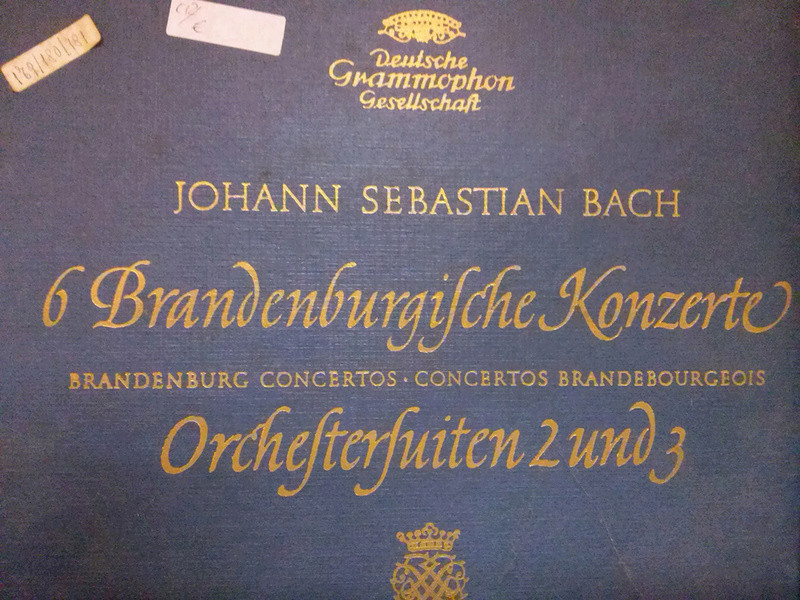 Deutsche
Grammophon
Gesellschaft
JOHANN SEBASTIAN BACH
6 Brandenburgiſche Konzerte
BRANDENBURG CONCERTOS · CONCERTOS BRANDEBOURGEOIS
Orcheſterſuiten 2 und 3